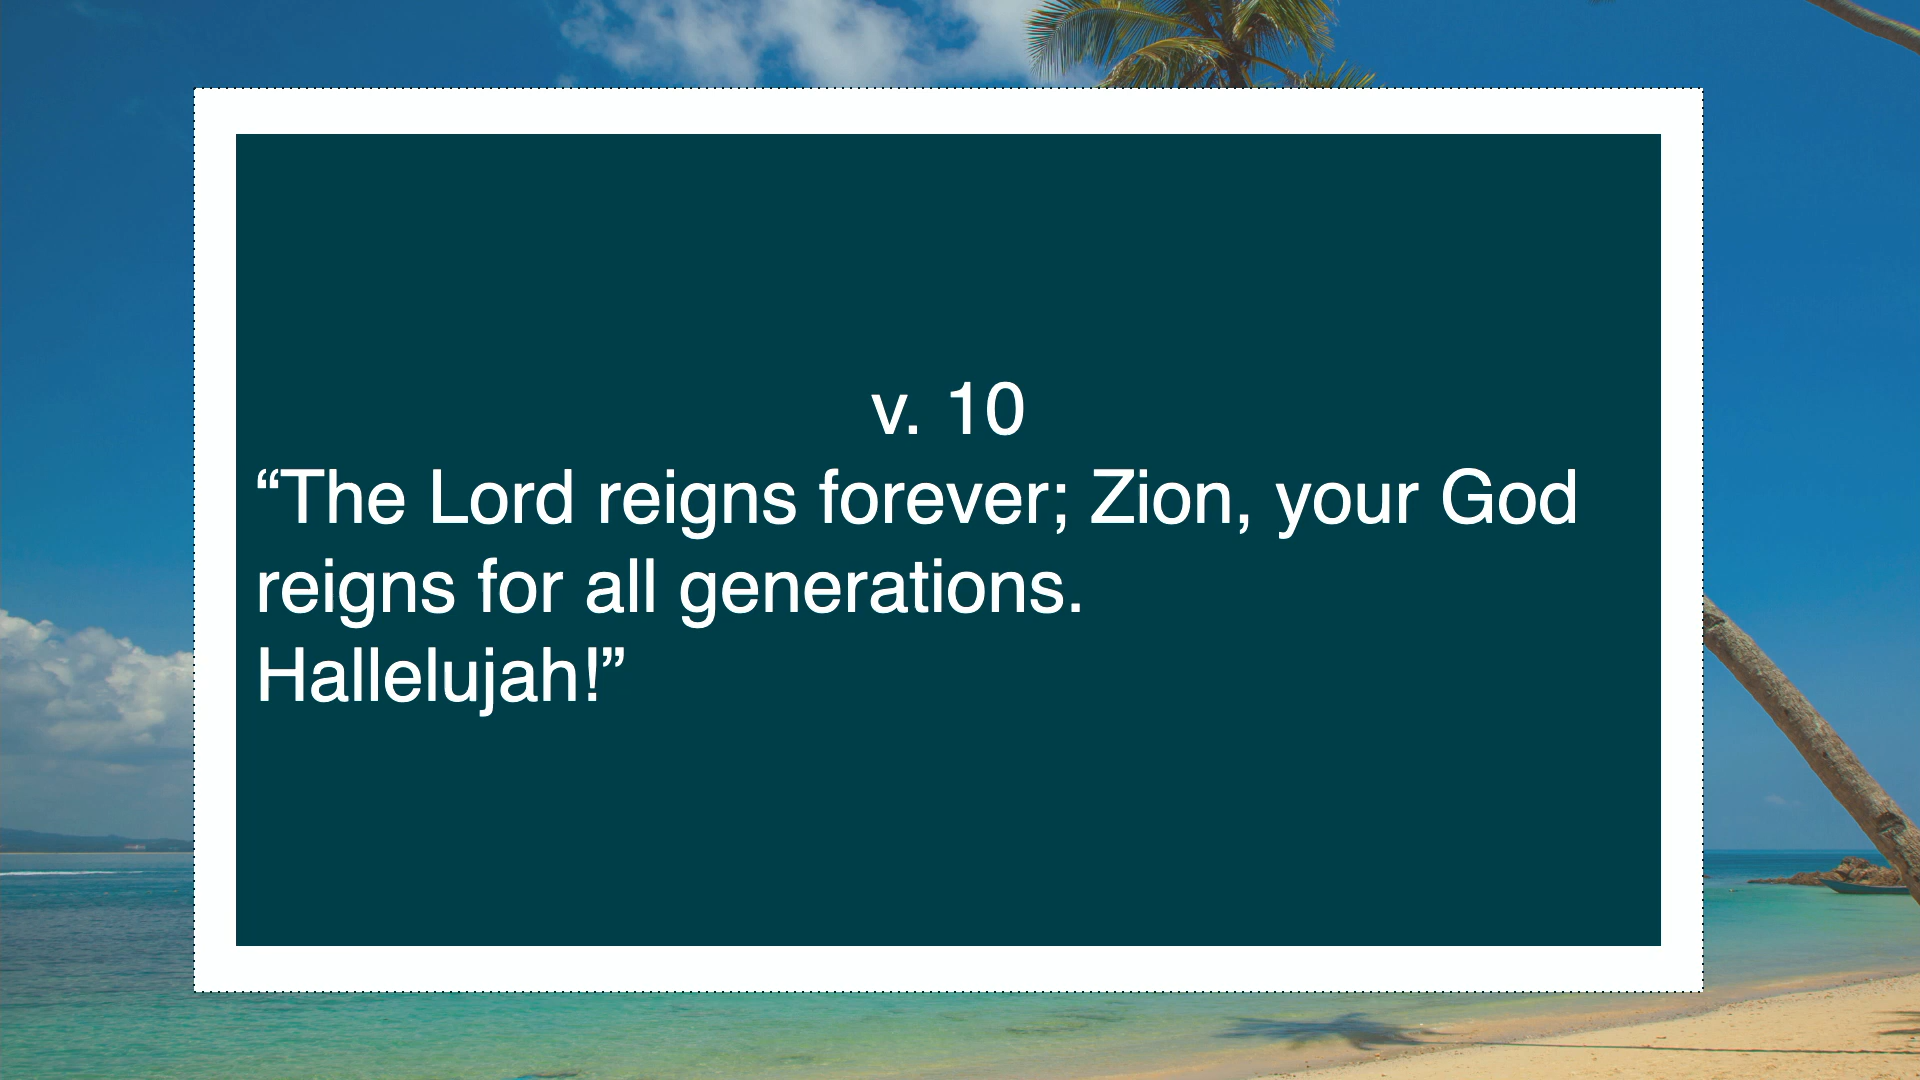 v. 10
“The Lord reigns forever; Zion, your God
reigns for all generations.
Hallelujah!”